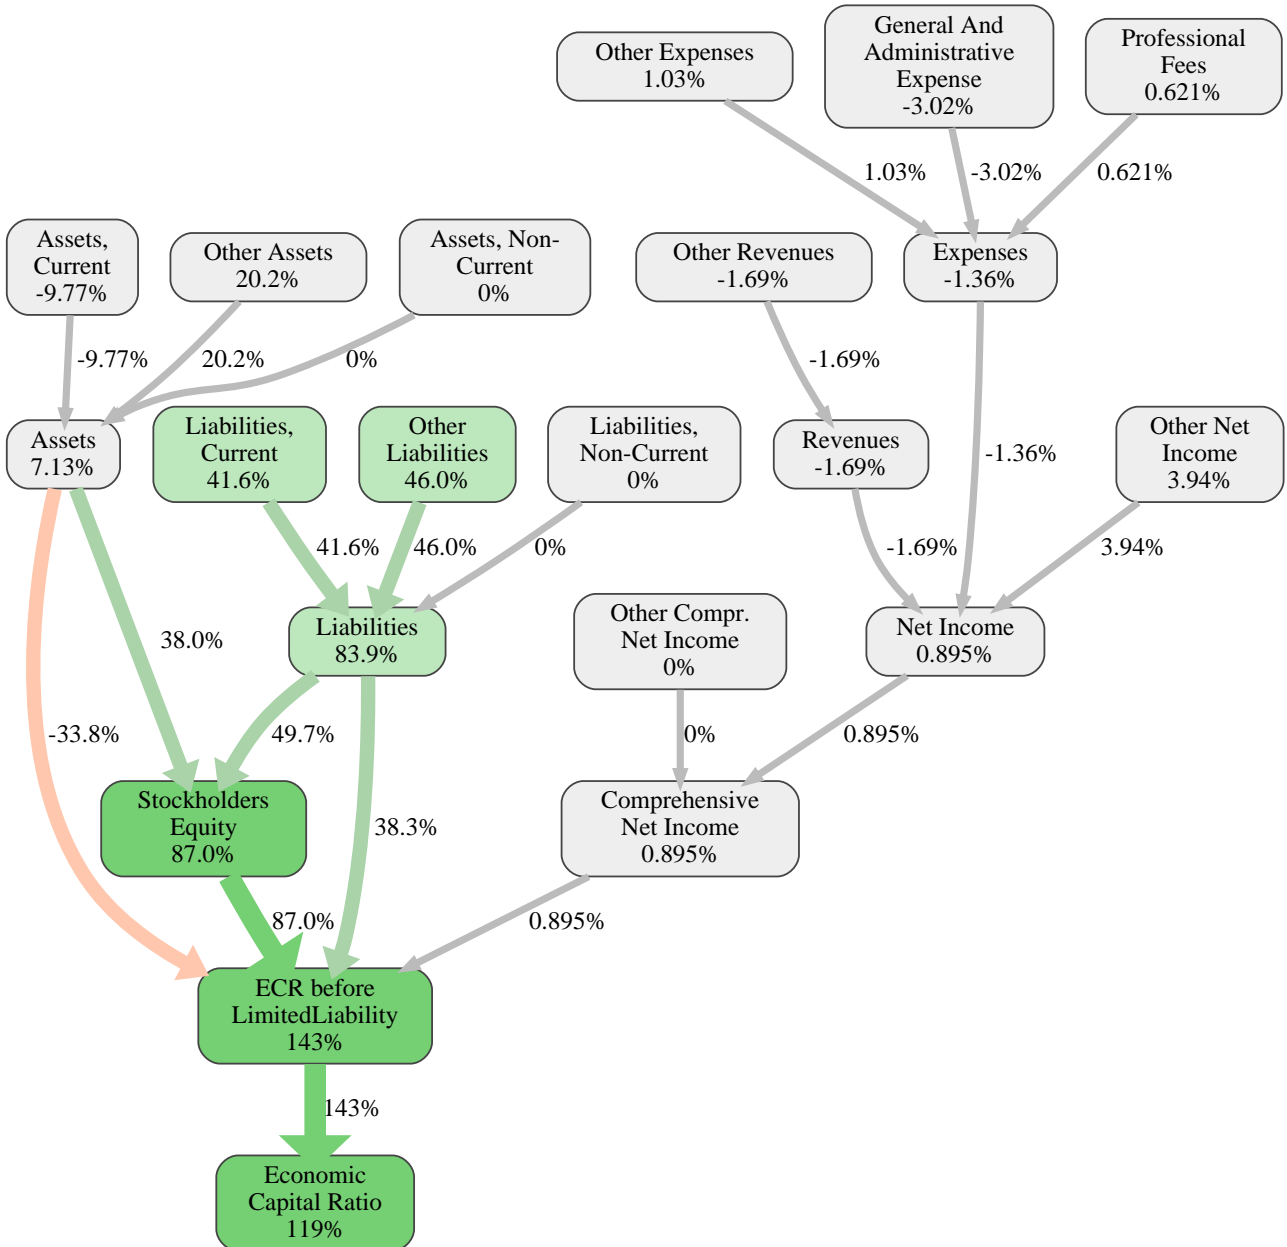 Other Expenses
1.03%
General And
Administrative
Expense
-3.02%
Professional
Fees
0.621%
1.03%
-3.02%
0.621%
Assets,
Current
-9.77%
Other Assets
20.2%
Assets, Non-
Current
0%
Other Revenues
-1.69%
Expenses
-1.36%
-9.77%
20.2%
0%
-1.69%
Assets
7.13%
Liabilities,
Current
41.6%
Other
Liabilities
46.0%
Liabilities,
Non-Current
0%
Revenues
-1.69%
-1.36%
Other Net
Income
3.94%
41.6%
46.0%
0%
-1.69%
3.94%
38.0%
Liabilities
83.9%
Other Compr.
Net Income
0%
Net Income
0.895%
-33.8%
49.7%
0%
0.895%
Stockholders
Equity
87.0%
38.3%
Comprehensive
Net Income
0.895%
87.0%
0.895%
ECR before
LimitedLiability
143%
143%
Economic
Capital Ratio
119%